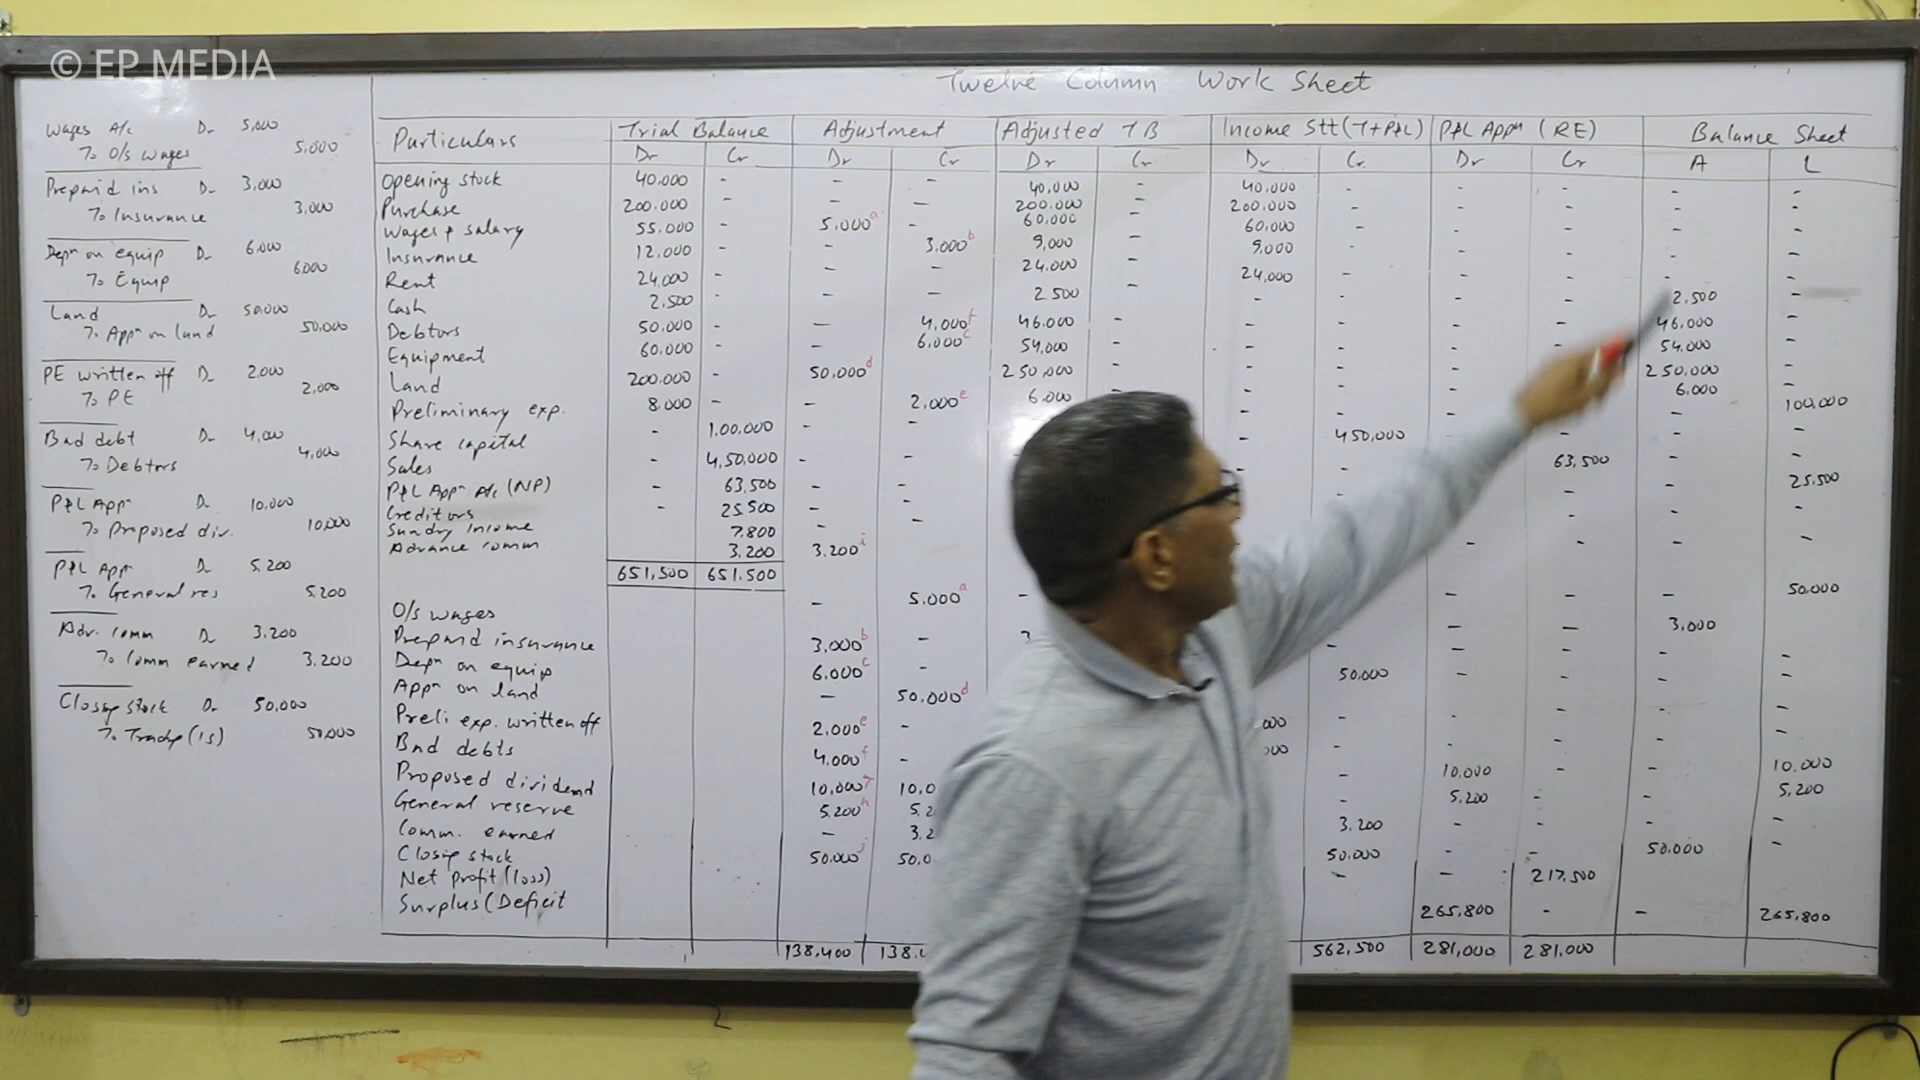 © EP MEDIA
Twelve Column Work Sheet
Wages A/c Dr 5,000
To O/s wages 5,000
Prepaid ins Dr 3,000
To Insurance 3,000
Depn on equip Dr 6,000
To Equip 6,000
Land Dr 50,000
To Appn on land 50,000
PE written off Dr 2,000
To PE 2,000
Bad debt Dr 4,000
To Debtors 4,000
P&L App Dr 10,000
To Proposed div. 10,000
P&L App Dr 5,200
To General res 5,200
Adv. comm Dr 3,200
To Comm earned 3,200
Closing stock Dr 50,000
Particulars Trial Balance Adjustment Adjusted TB Income Stt (T+P&L) P&L Appn (RE) Balance Sheet
Dr Cr Dr Cr Dr Cr Dr Cr Dr Cr A L
Opening stock 40,000 - - - 40,000 - 40,000 - - - - -
Purchase 200,000 - - - 200,000 - 200,000 - - - - -
Wages & salary 55,000 - 5,000 a - 60,000 - 60,000 - - - - -
Insurance 12,000 - - 3,000 b 9,000 - 9,000 - - - - -
Rent 24,000 - - - 24,000 - 24,000 - - - - -
Cash 2,500 - - - 2,500 - - - - 2,500 -
Debtors 50,000 - - 4,000 f 46,000 - - - - - 46,000 -
Equipment 60,000 - 6,000 c 54,000 - - - - - 54,000 -
Land 200,000 - 50,000 d 250,000 - - - - - 250,000 -
Preliminary exp. 8,000 - - 2,000 e 6,000 - - - - 6,000 -
Share capital - 1,00,000 - - - - - - - 100,000
Sales - 4,50,000 - - - 450,000 - - - -
P&L Appn A/c (NP) - 63,500 - - - - 63,500 - -
Creditors - 25,500 - - - - - 25,500
Sundry income 7,800 - - - - -
Advance comm 3,200 3,200 i - - - -
651,500 651,500
O/s wages - 5,000 a - - - - 50,000
Prepaid insurance 3,000 b - 3 - - 3,000
Depn on equip 6,000 c - - - - - -
Appn on land - 50,000 d 50,000 - - - -
Preli exp. written off 2,000 e - 000 - - - - -
Bad debts 4,000 f - 000 - - - - -
Proposed dividend 10,000 10,0 - 10,000 - - 10,000
General reserve 5,200 h 5,2 - 5,200 - - 5,200
Comm. earned - 3,2 3,200 - - - -
Closing stock 50,000 j 50,0 50,000 - - 50,000 -
Net Profit (loss) - - 217,500
Surplus (Deficit 265,800 - - 265,800
138,400 138, 562,500 281,000 281,000